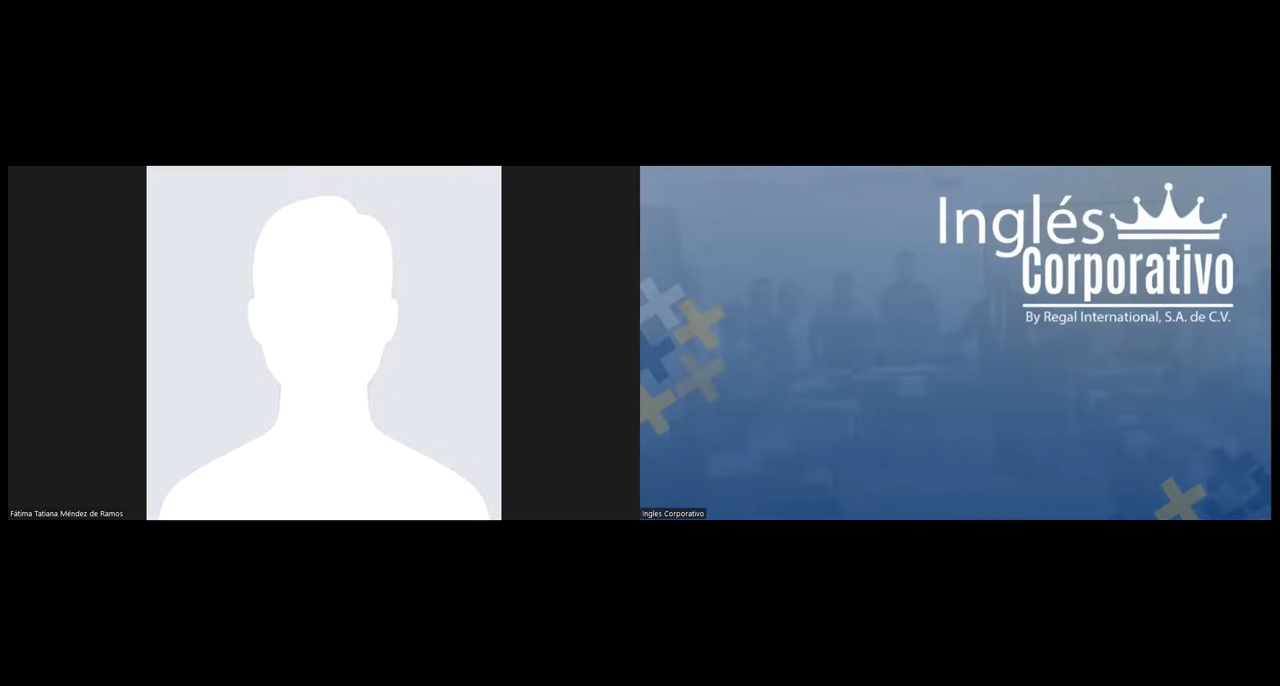 Inglés
Corporativo
By Regal International, S.A. de C.V.
Fátima Tatiana Méndez de Ramos
Ingles Corporativo